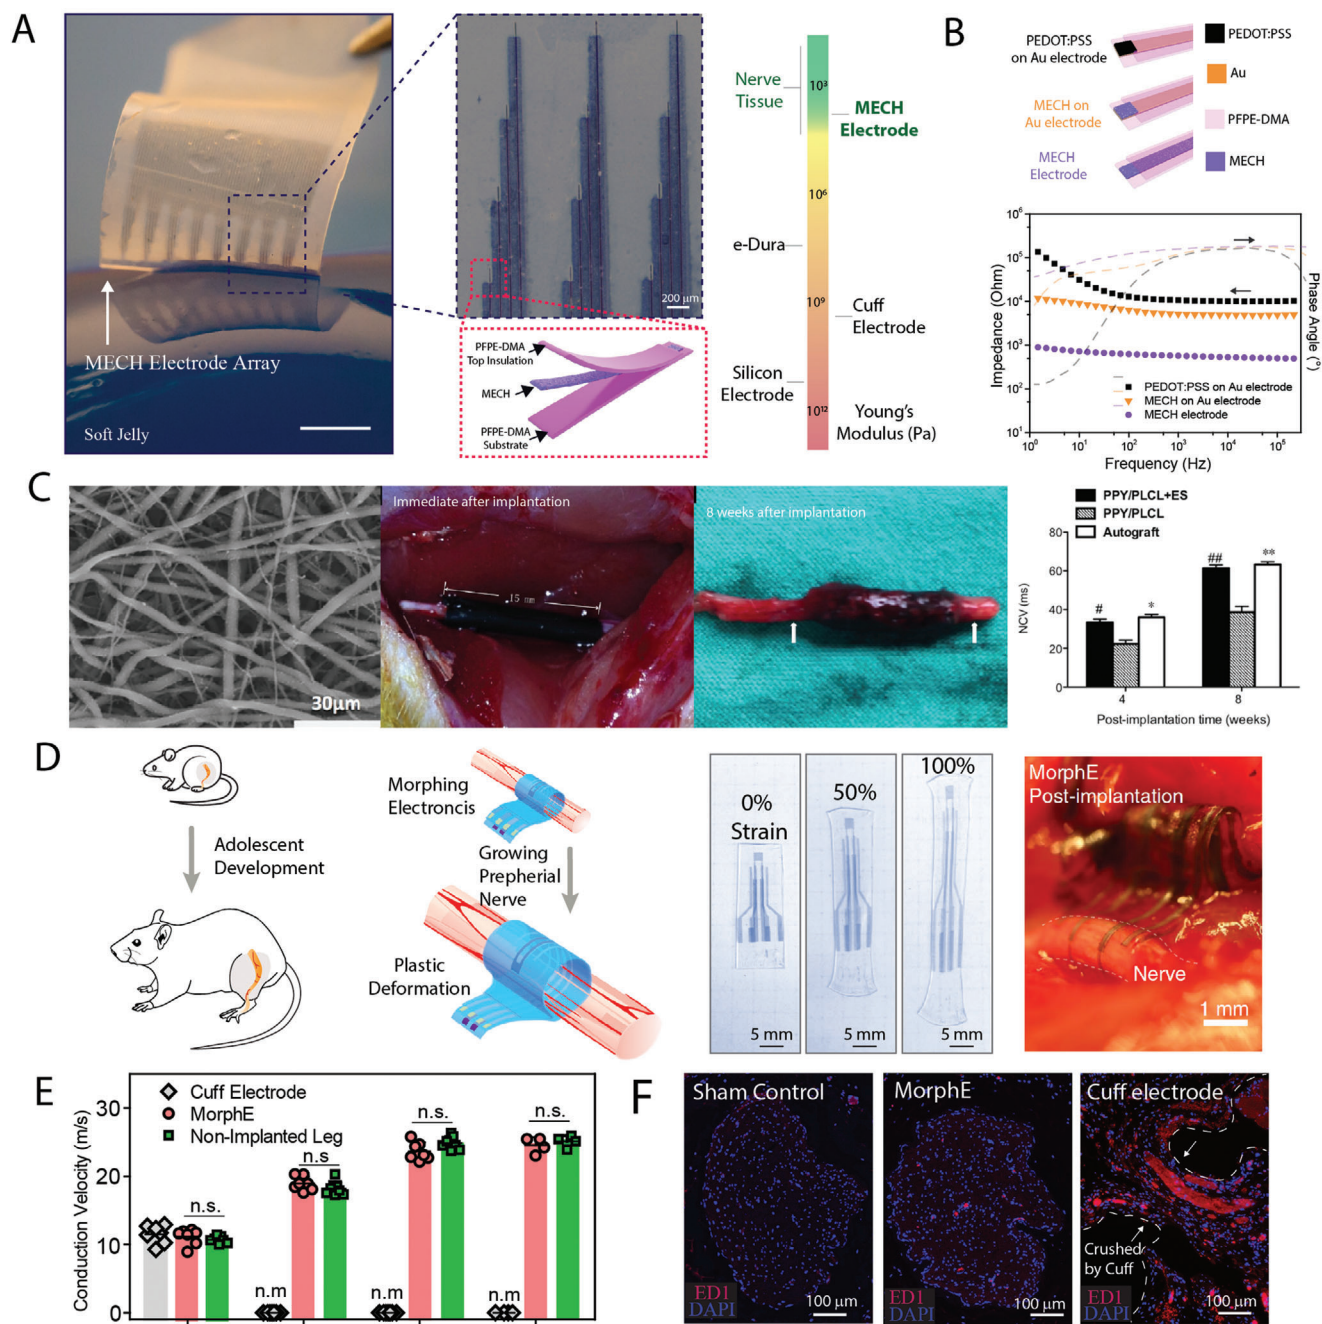 A
MECH Electrode Array
Soft Jelly
200 µm
PFPE-DMA
Top Insulation
MECH
PFPE-DMA
Substrate
Nerve
Tissue
10³
MECH
Electrode
10⁶
e-Dura
10⁹
Cuff
Electrode
Silicon
Electrode
10¹²
Young's
Modulus (Pa)
B
PEDOT:PSS
on Au electrode
MECH on
Au electrode
MECH
Electrode
PEDOT:PSS
Au
PFPE-DMA
MECH
Impedance (Ohm)
10⁶
10⁵
10⁴
10³
10²
10¹
PEDOT:PSS on Au electrode
MECH on Au electrode
MECH electrode
10⁰ 10¹ 10² 10³ 10⁴ 10⁵
Frequency (Hz)
Phase Angle (°)
C
30µm
Immediate after implantation
15 mm
8 weeks after implantation
PPY/PLCL+ES
PPY/PLCL
Autograft
NCV (ms)
80
60
40
20
0
#
*
##
**
4 8
Post-implantation time (weeks)
D
Adolescent
Development
Morphing
Electroncis
Growing
Prepherial
Nerve
Plastic
Deformation
0%
Strain
5 mm
50%
5 mm
100%
5 mm
MorphE
Post-implantation
Nerve
1 mm
E
Conduction Velocity (m/s)
30
20
10
0
Cuff Electrode
MorphE
Non-Implanted Leg
n.s.
n.m
n.s
n.m
n.s.
n.m
n.s.
F
Sham Control
ED1
DAPI
100 µm
MorphE
ED1
DAPI
100 µm
Cuff electrode
Crushed
by Cuff
ED1
DAPI
100 µm